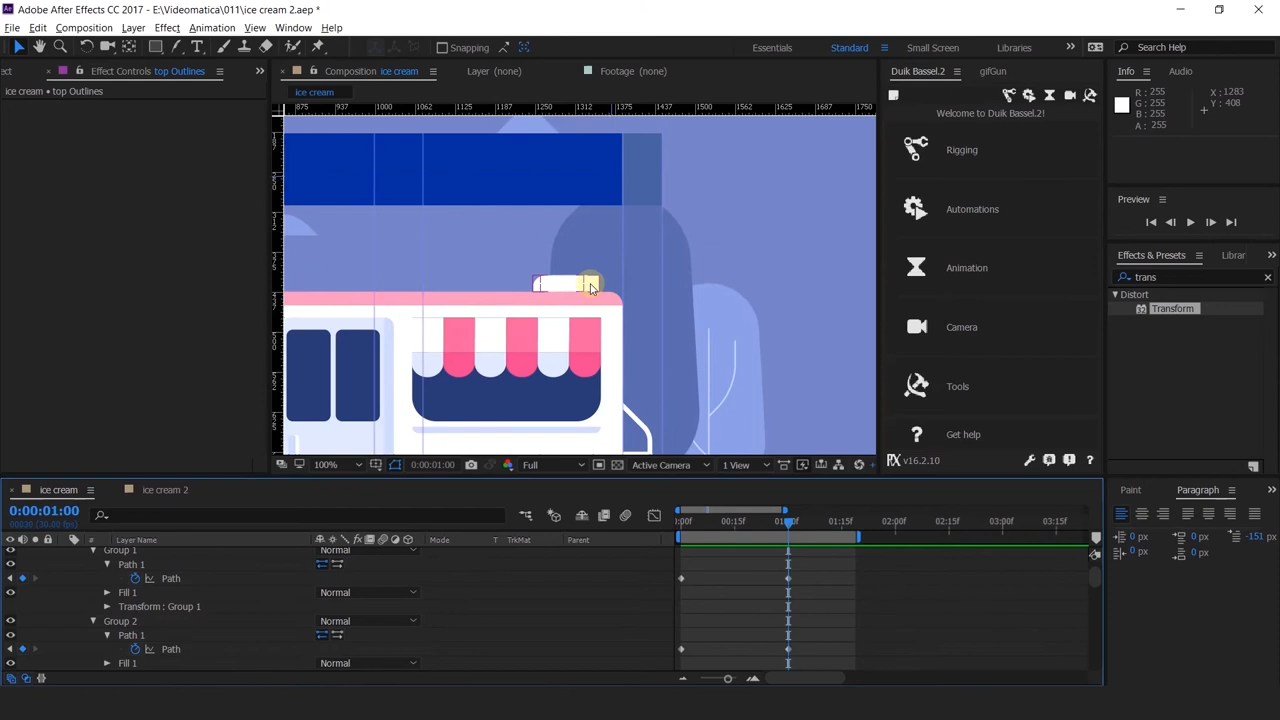 Adobe After Effects CC 2017 - E:\Videomatica\011\ice cream 2.aep *
File Edit Composition Layer Effect Animation View Window Help
Snapping
Essentials Standard Small Screen Libraries
Search Help
ect Effect Controls top Outlines
ice cream • top Outlines
Composition ice cream Layer (none) Footage (none)
ice cream
875 937 1000 1062 1125 1187 1250 1312 1375 1437 1500 1562 1625 1687 1750
Duik Bassel.2 gifGun
Welcome to Duik Bassel.2!
Rigging
Automations
Animation
Camera
Tools
Get help
v16.2.10
Info Audio
R : 255
G : 255
B : 255
A : 255
X : 1283
Y : 408
Preview
Effects & Presets Librar
trans
Distort
32 Transform
100% 0:00:01:00 Full Active Camera 1 View
ice cream ice cream 2
0:00:01:00
00030 (30.00 fps)
# Layer Name Mode T TrkMat Parent
:00f 00:15f 01:00f 01:15f 02:00f 02:15f 03:00f 03:15f
Group 1 Normal
Path 1
Path
Fill 1 Normal
Transform : Group 1
Group 2 Normal
Path 1
Path
Fill 1 Normal
Paint Paragraph
0 px 0 px -151 px
0 px 0 px